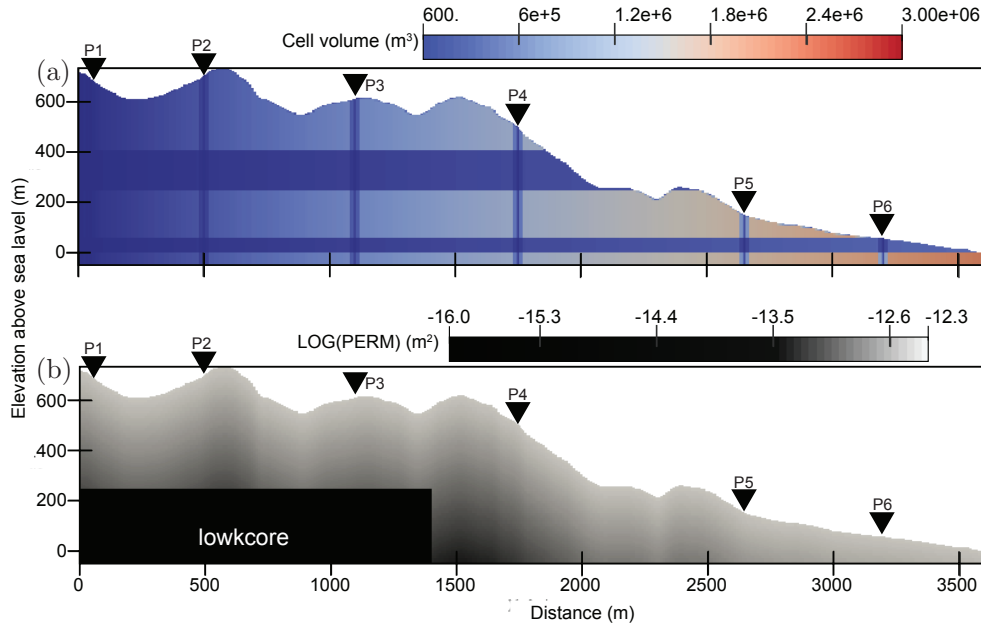 600. 6e+5 1.2e+6 1.8e+6 2.4e+6 3.00e+06
Cell volume (m³)
P1 P2 P3 P4 P5 P6
(a)
600
400
200
0
Elevation above sea level (m)
-16.0 -15.3 -14.4 -13.5 -12.6 -12.3
LOG(PERM) (m²)
P1 P2 P3 P4 P5 P6
(b)
600
400
200
0
lowkcore
0 500 1000 1500 2000 2500 3000 3500
Distance (m)